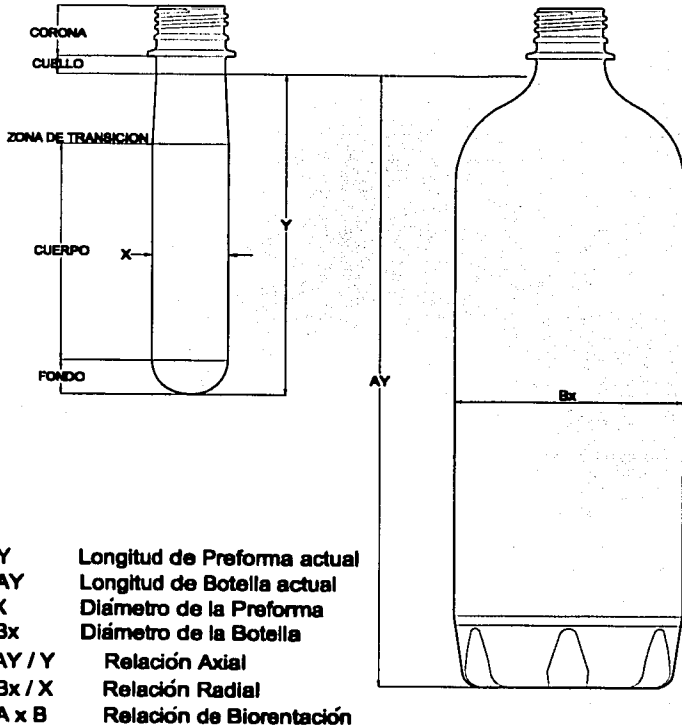 CORONA
CUELLO
ZONA DE TRANSICION
CUERPO
X
Y
FONDO
AY
Bx
Y Longitud de Preforma actual
AY Longitud de Botella actual
X Diámetro de la Preforma
Bx Diámetro de la Botella
AY / Y Relación Axial
Bx / X Relación Radial
A x B Relación de Biorentación